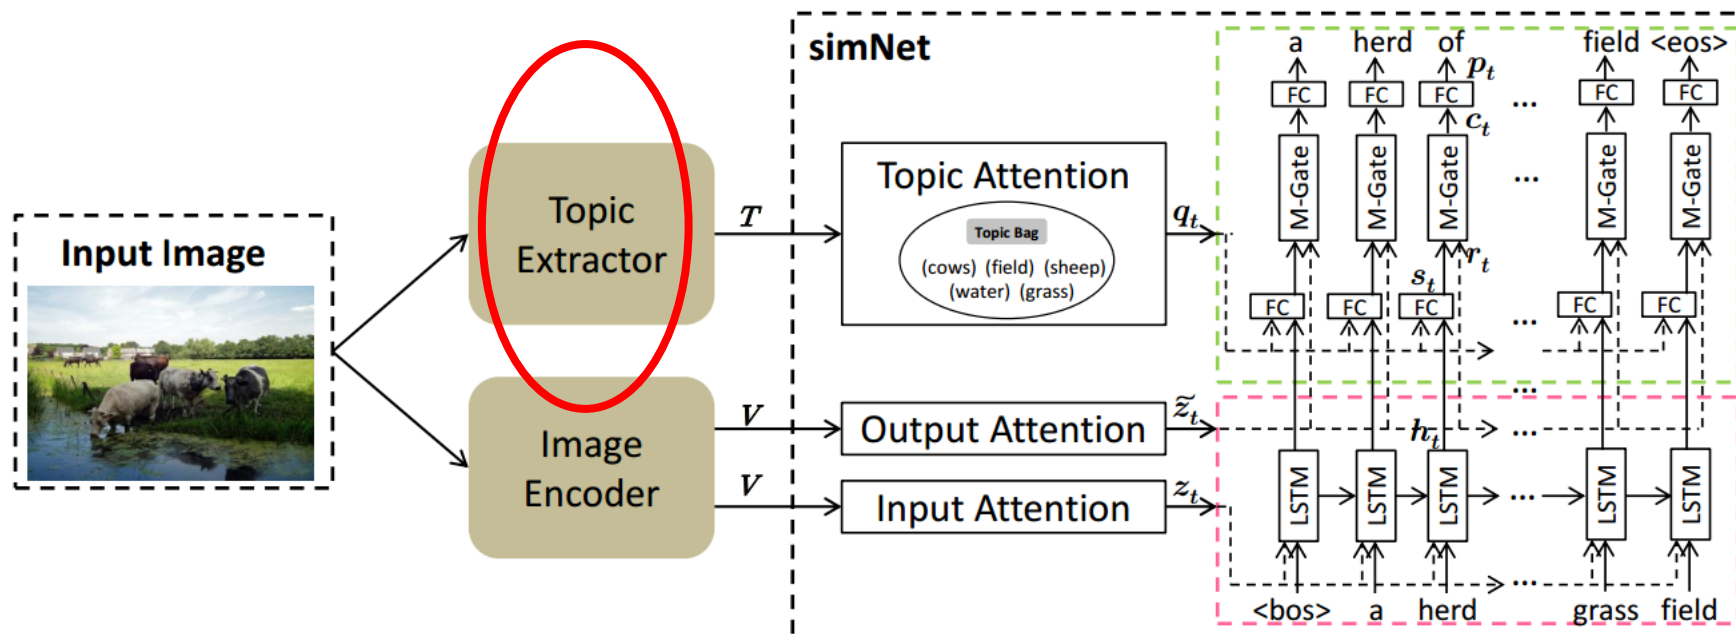 simNet
Input Image
Topic
Extractor
Image
Encoder
T
V
V
Topic Attention
Topic Bag
(cows) (field) (sheep)
(water) (grass)
Output Attention
Input Attention
q_t
z̃_t
z_t
a herd of field <eos>
p_t
FC FC FC ... FC FC
c_t
M-Gate M-Gate M-Gate ... M-Gate M-Gate
r_t
s_t
FC FC FC ... FC FC
...
h_t ...
LSTM LSTM LSTM ... LSTM LSTM
...
<bos> a herd grass field